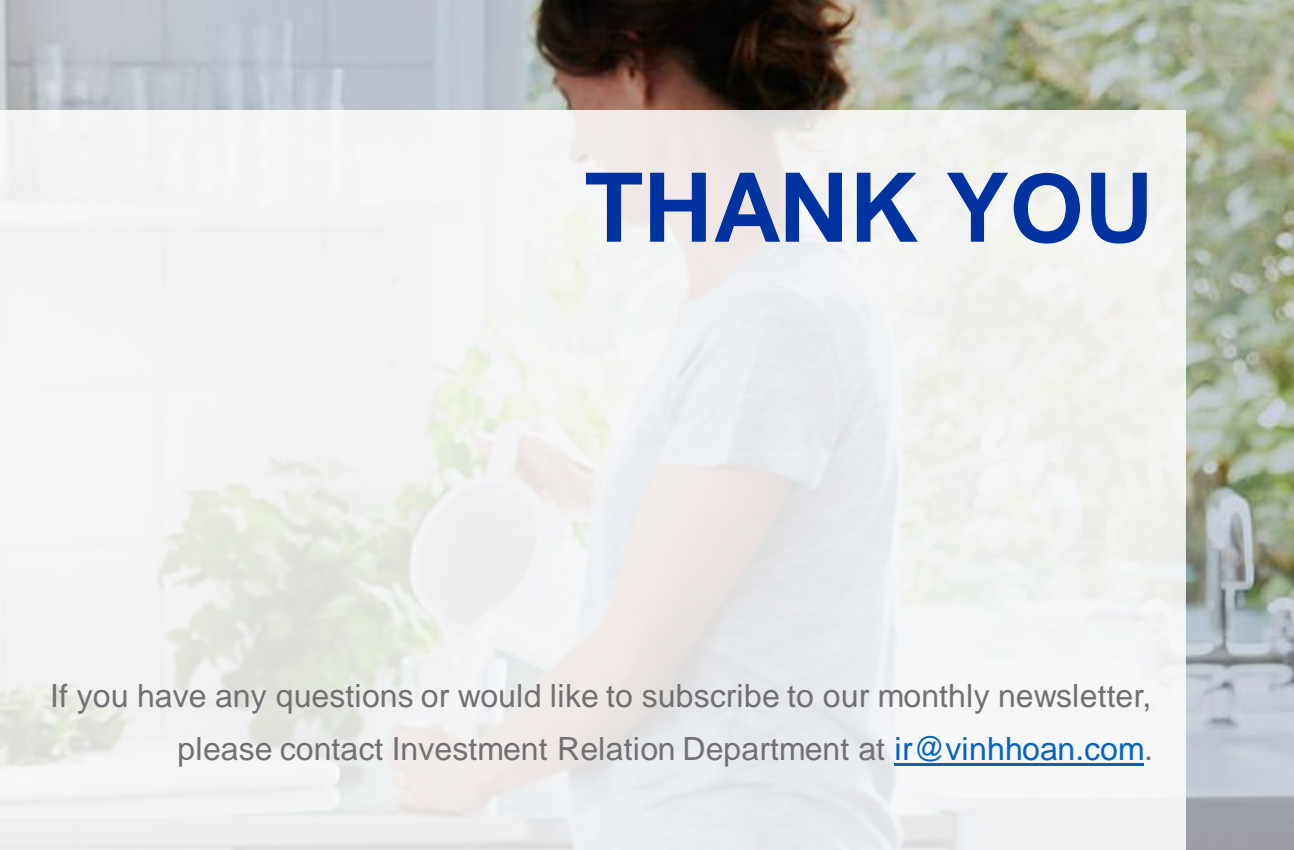 THANK YOU
If you have any questions or would like to subscribe to our monthly newsletter,
please contact Investment Relation Department at ir@vinhhoan.com.